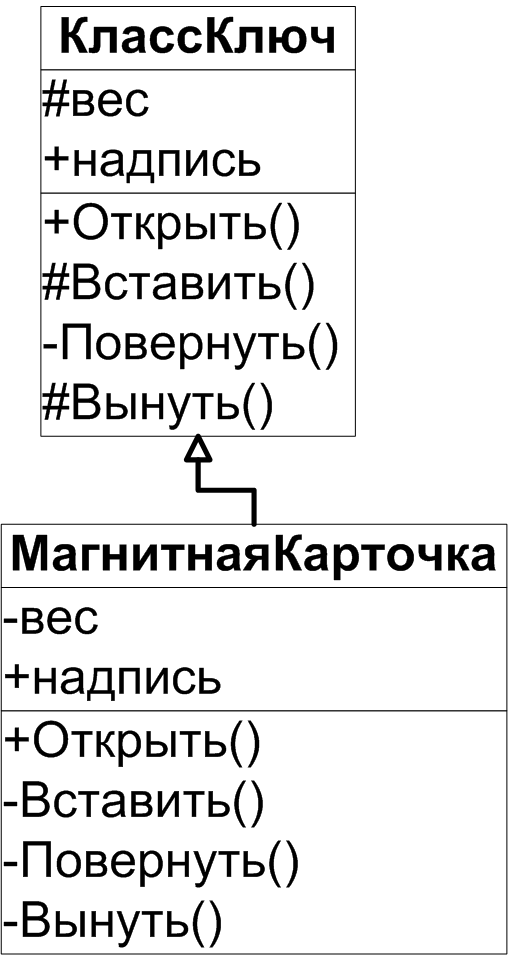 КлассКлюч
#вес
+надпись
+Открыть()
#Вставить()
-Повернуть()
#Вынуть()
МагнитнаяКарточка
-вес
+надпись
+Открыть()
-Вставить()
-Повернуть()
-Вынуть()